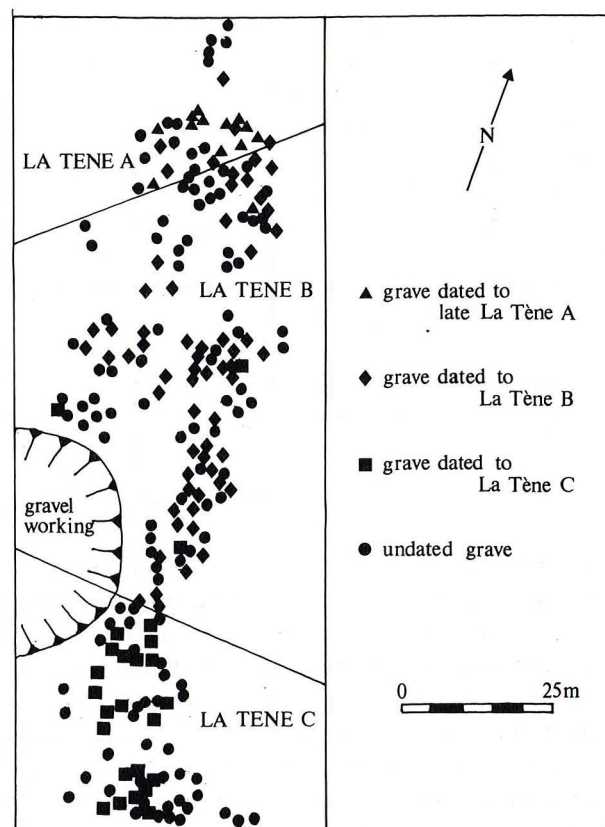 LA TENE A
LA TENE B
gravel
working
LA TENE C
N
grave dated to
late La Tène A
grave dated to
La Tène B
grave dated to
La Tène C
undated grave
0
25m